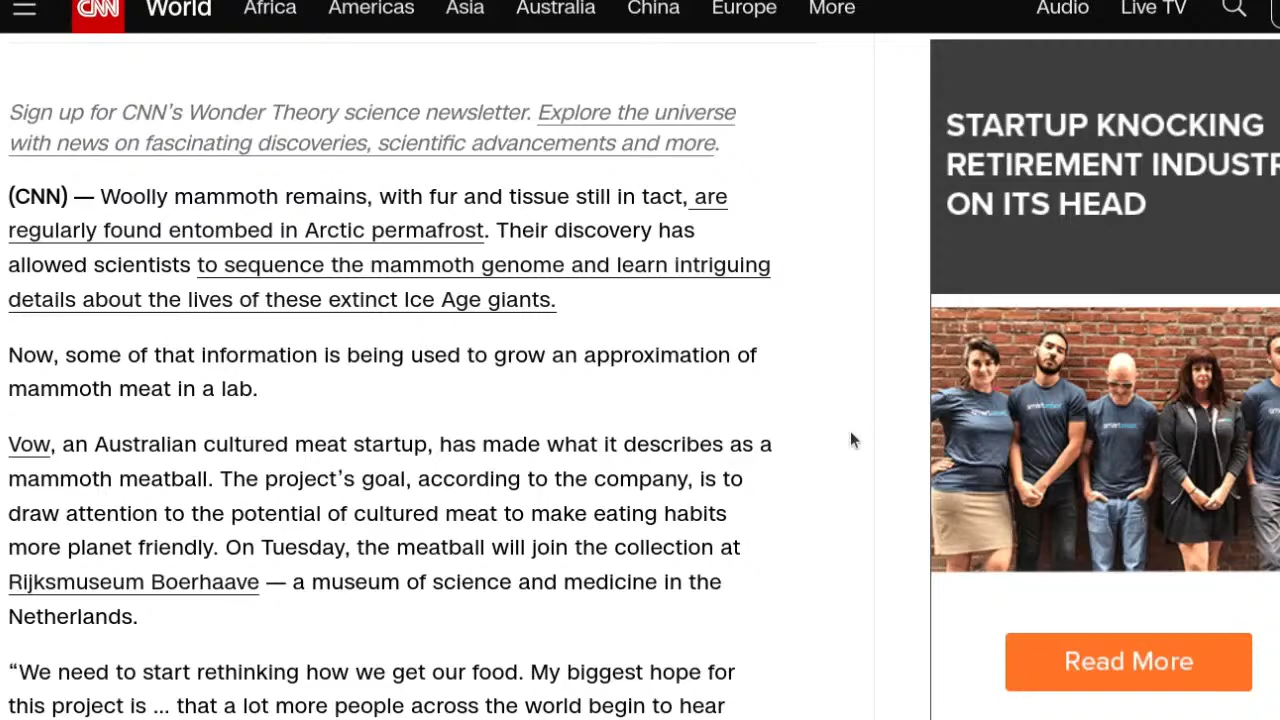 CNN World Africa Americas Asia Australia China Europe More Audio Live TV
Sign up for CNN's Wonder Theory science newsletter. Explore the universe
with news on fascinating discoveries, scientific advancements and more.
(CNN) — Woolly mammoth remains, with fur and tissue still in tact, are
regularly found entombed in Arctic permafrost. Their discovery has
allowed scientists to sequence the mammoth genome and learn intriguing
details about the lives of these extinct Ice Age giants.
Now, some of that information is being used to grow an approximation of
mammoth meat in a lab.
Vow, an Australian cultured meat startup, has made what it describes as a
mammoth meatball. The project's goal, according to the company, is to
draw attention to the potential of cultured meat to make eating habits
more planet friendly. On Tuesday, the meatball will join the collection at
Rijksmuseum Boerhaave — a museum of science and medicine in the
Netherlands.
“We need to start rethinking how we get our food. My biggest hope for
this project is ... that a lot more people across the world begin to hear
STARTUP KNOCKING
RETIREMENT INDUSTR
ON ITS HEAD
Read More